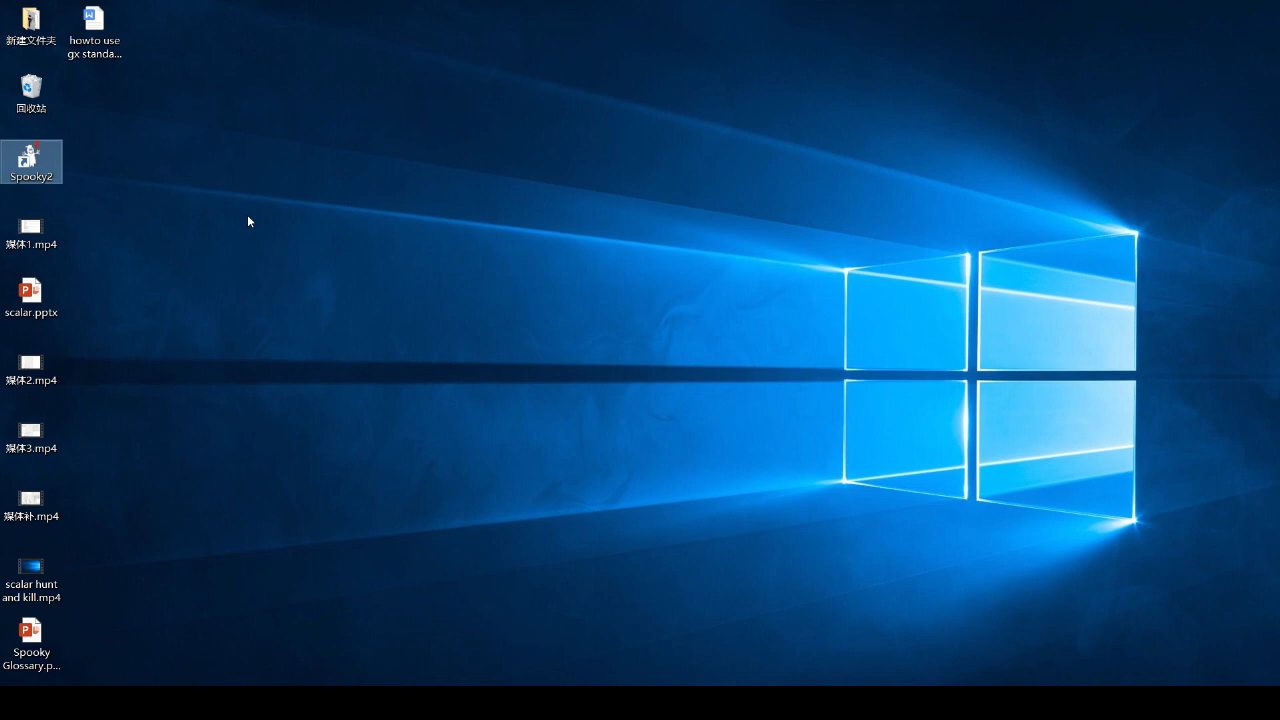 新建文件夹
howto use
gx standa...
回收站
Spooky2
媒体1.mp4
scalar.pptx
媒体2.mp4
媒体3.mp4
媒体补.mp4
scalar hunt
and kill.mp4
Spooky
Glossary.p...